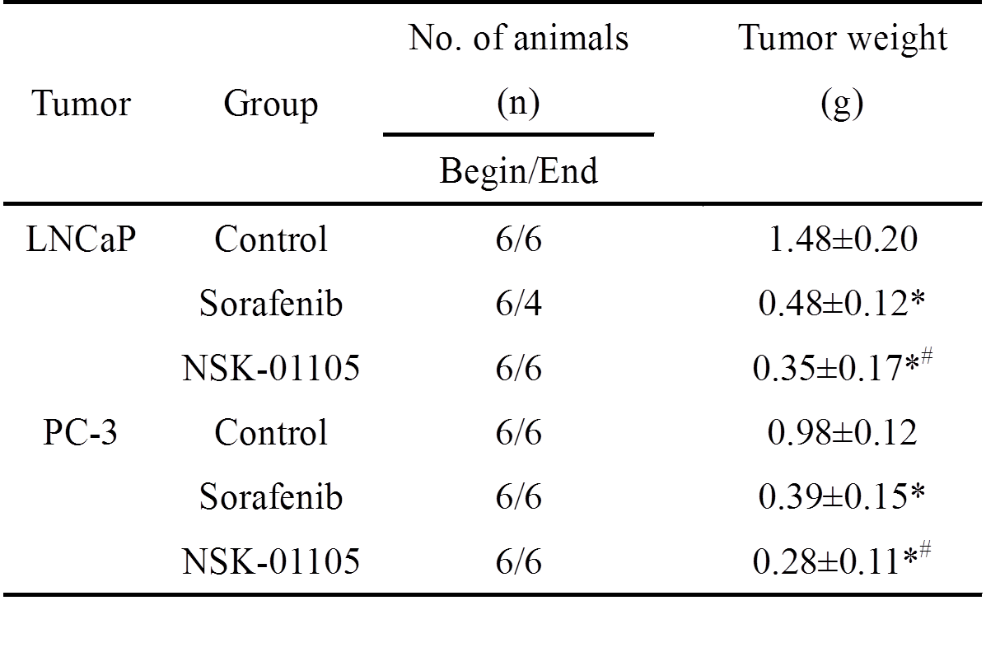 No. of animals Tumor weight
Tumor Group (n) (g)
Begin/End
LNCaP Control 6/6 1.48±0.20
Sorafenib 6/4 0.48±0.12*
NSK-01105 6/6 0.35±0.17*#
PC-3 Control 6/6 0.98±0.12
Sorafenib 6/6 0.39±0.15*
NSK-01105 6/6 0.28±0.11*#